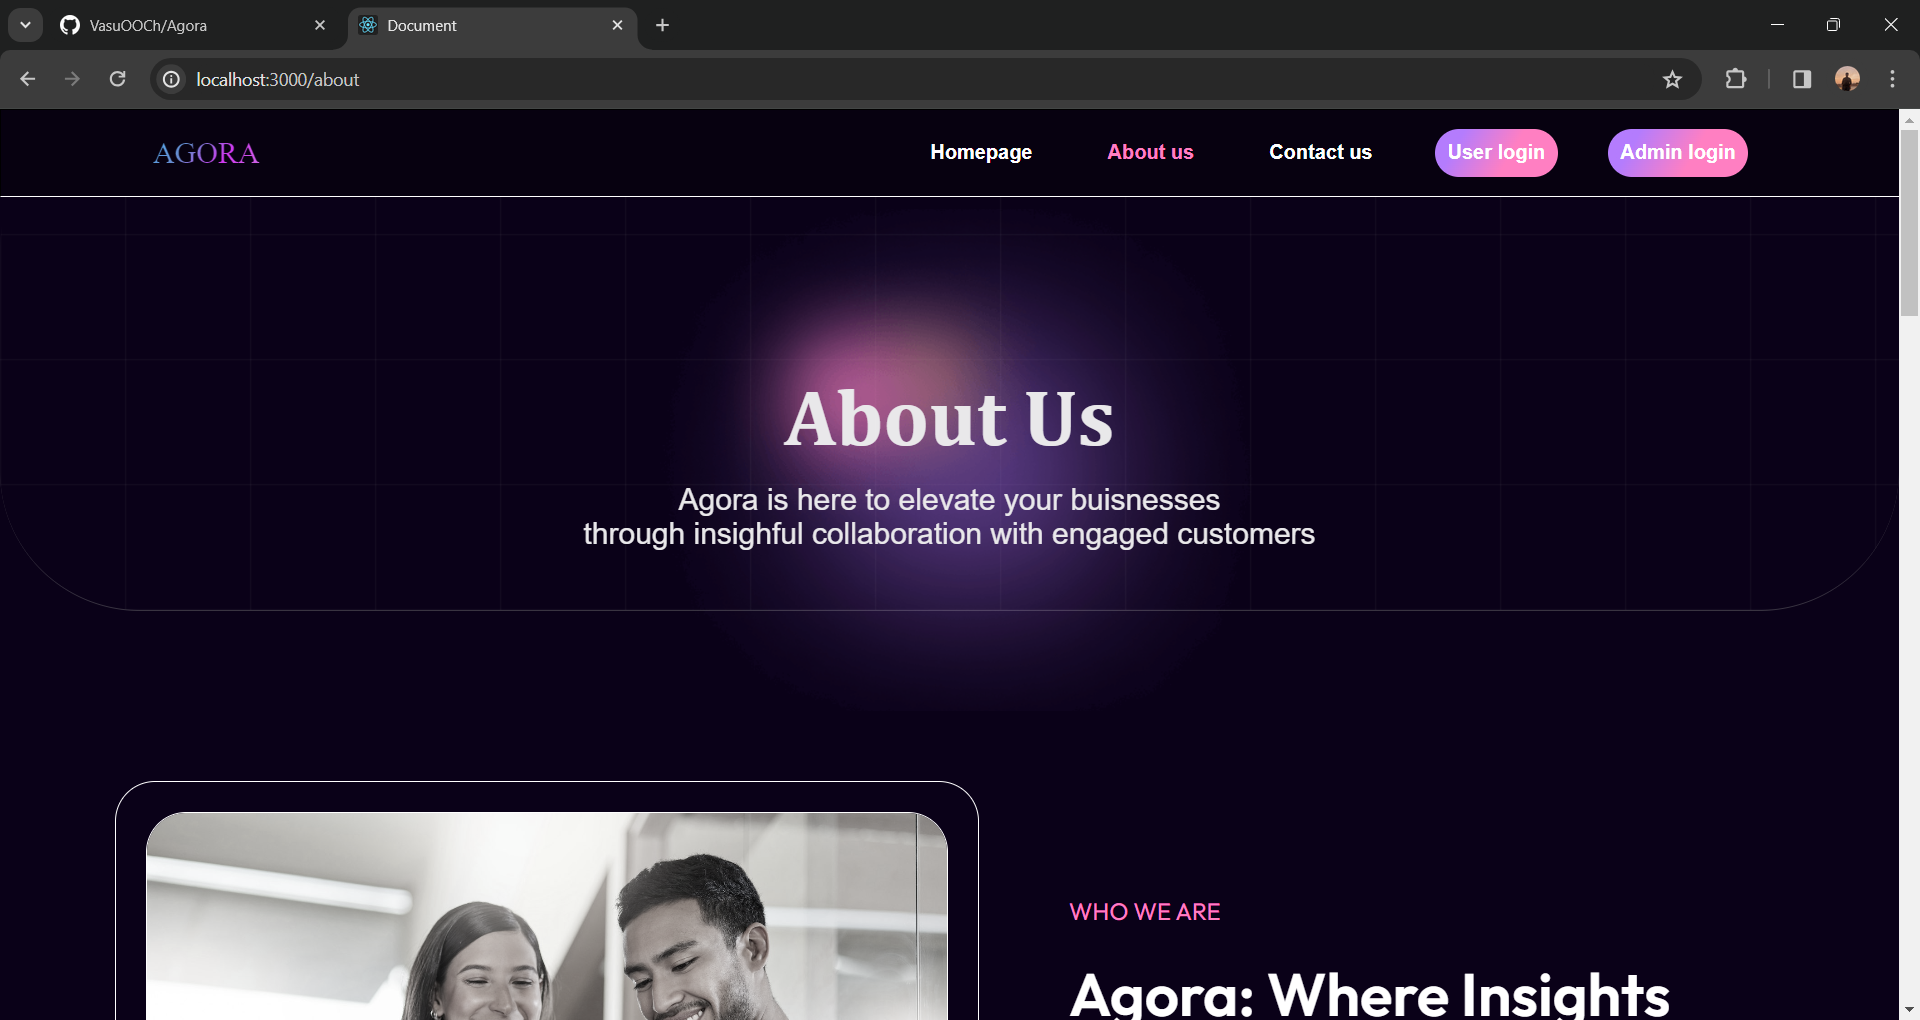 VasuOOCh/Agora
Document
localhost:3000/about
AGORA
Homepage
About us
Contact us
User login
Admin login
About Us
Agora is here to elevate your buisnesses
through insighful collaboration with engaged customers
WHO WE ARE
Agora: Where Insights